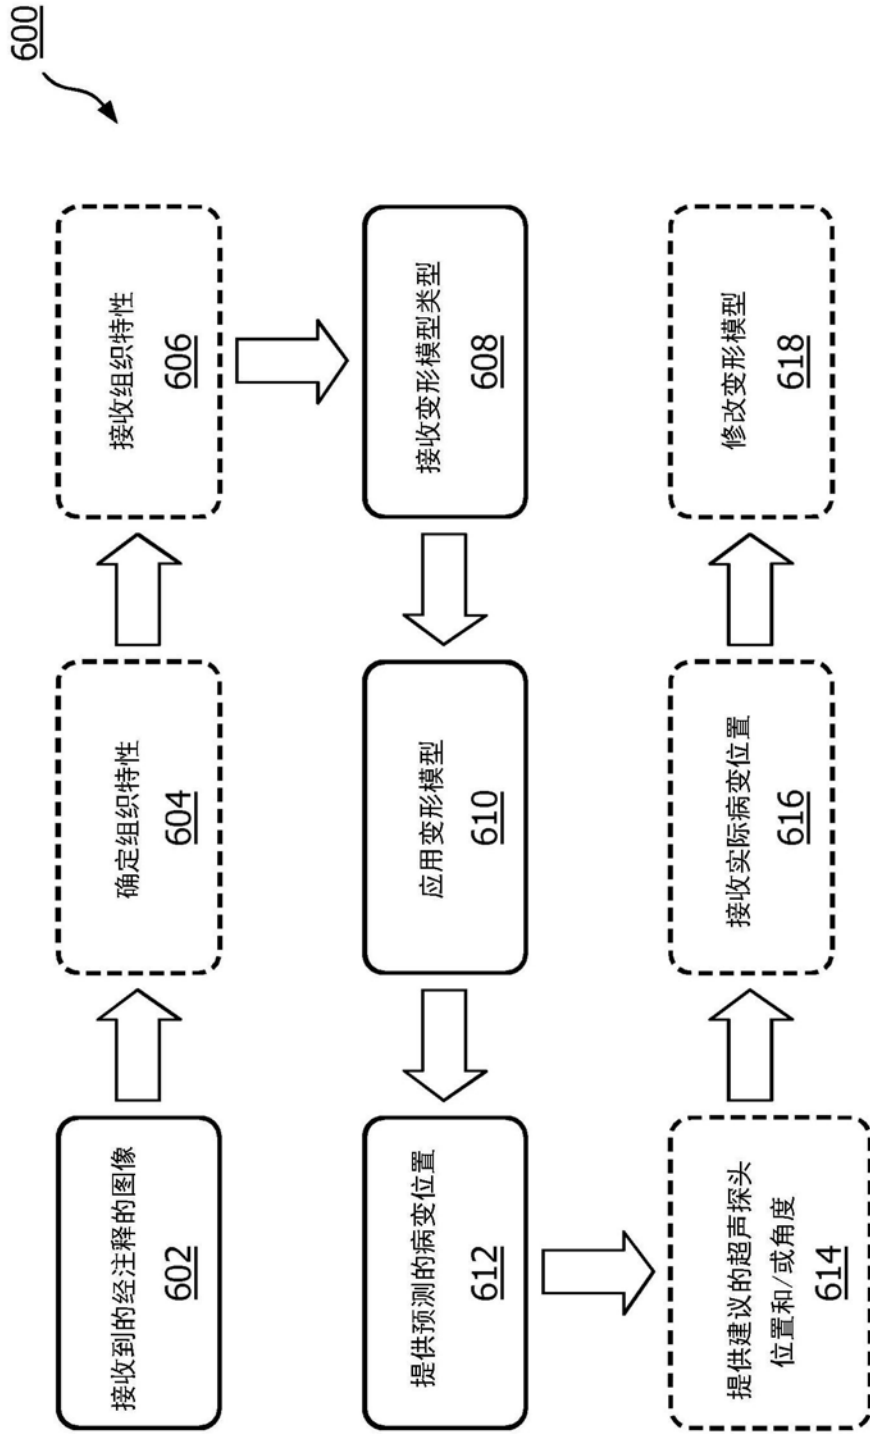 600
接收到的经注释的图像
602
确定组织特性
604
接收组织特性
606
接收变形模型类型
608
应用变形模型
610
提供预测的病变位置
612
提供建议的超声探头
位置和/或角度
614
接收实际病变位置
616
修改变形模型
618